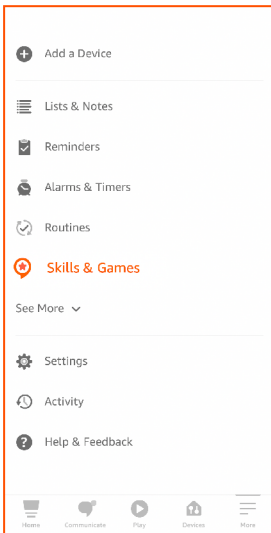 Add a Device
Lists & Notes
Reminders
Alarms & Timers
Routines
Skills & Games
See More
Settings
Activity
Help & Feedback
Home Communicate Play Devices More